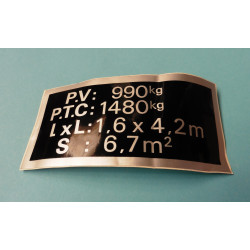 P.V: 990kg
P.T.C: 1480kg
l x L: 1,6 x 4,2m
S : 6,7m²